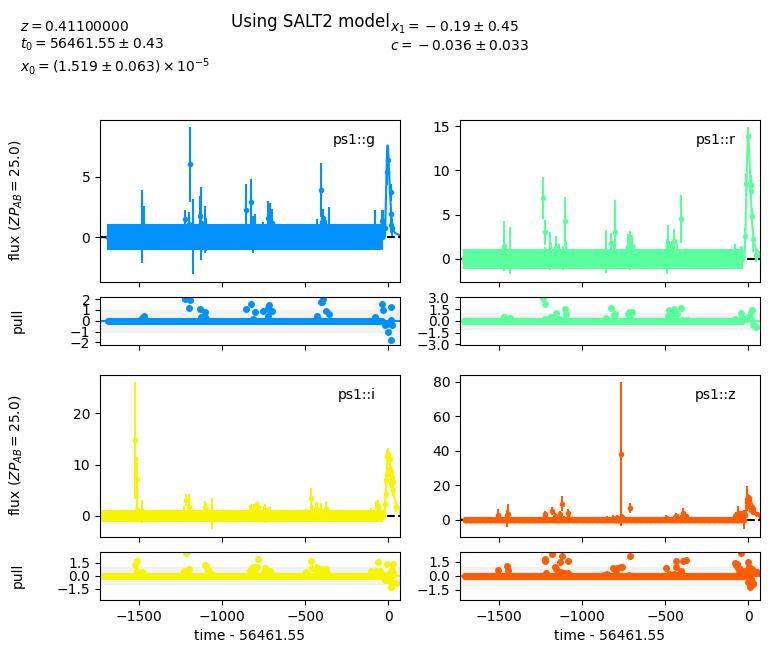 Using SALT2 model
z = 0.41100000
t₀ = 56461.55 ± 0.43
x₀ = (1.519 ± 0.063) × 10⁻⁵
x₁ = −0.19 ± 0.45
c = −0.036 ± 0.033
flux (ZP_AB = 25.0)
5
0
ps1::g
15
10
5
0
ps1::r
pull
2
1
0
−1
−2
3.0
1.5
0.0
−1.5
−3.0
flux (ZP_AB = 25.0)
20
10
0
ps1::i
80
60
40
20
0
ps1::z
pull
1.5
0.0
−1.5
1.5
0.0
−1.5
−1500 −1000 −500 0
time - 56461.55
−1500 −1000 −500 0
time - 56461.55